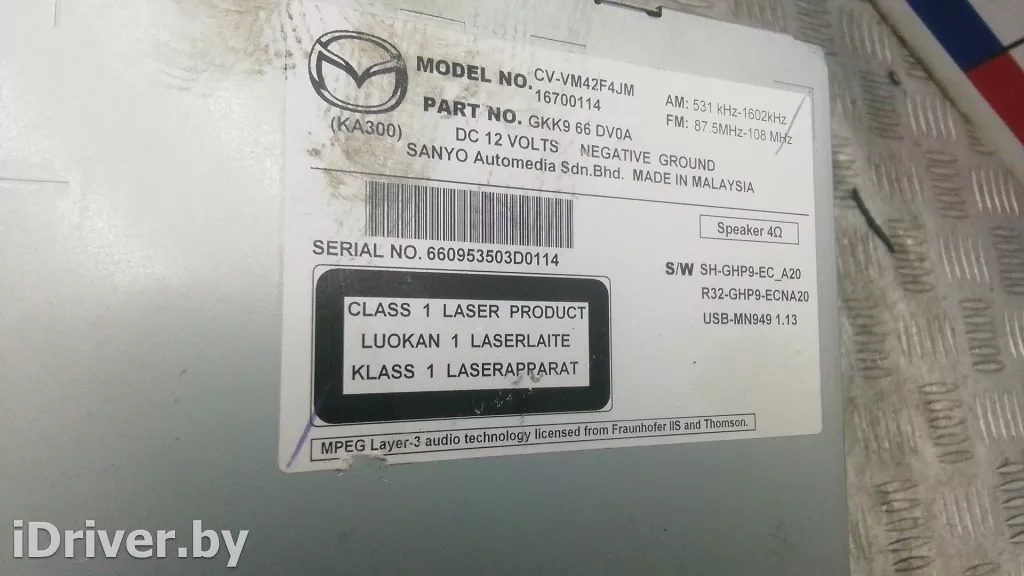 MODEL NO. CV-VM42F4JM
16700114
(KA300)
PART NO. GKK9 66 DV0A
DC 12 VOLTS NEGATIVE GROUND
SANYO Automedia Sdn.Bhd. MADE IN MALAYSIA
AM: 531 kHz-1602kHz
FM: 87.5MHz-108 MHz
Speaker 4Ω
SERIAL NO. 660953503D0114
S/W SH-GHP9-EC_A20
R32-GHP9-ECNA20
USB-MN949 1.13
CLASS 1 LASER PRODUCT
LUOKAN 1 LASERLAITE
KLASS 1 LASERAPPARAT
MPEG Layer-3 audio technology licensed from Fraunhofer IIS and Thomson.
iDriver.by